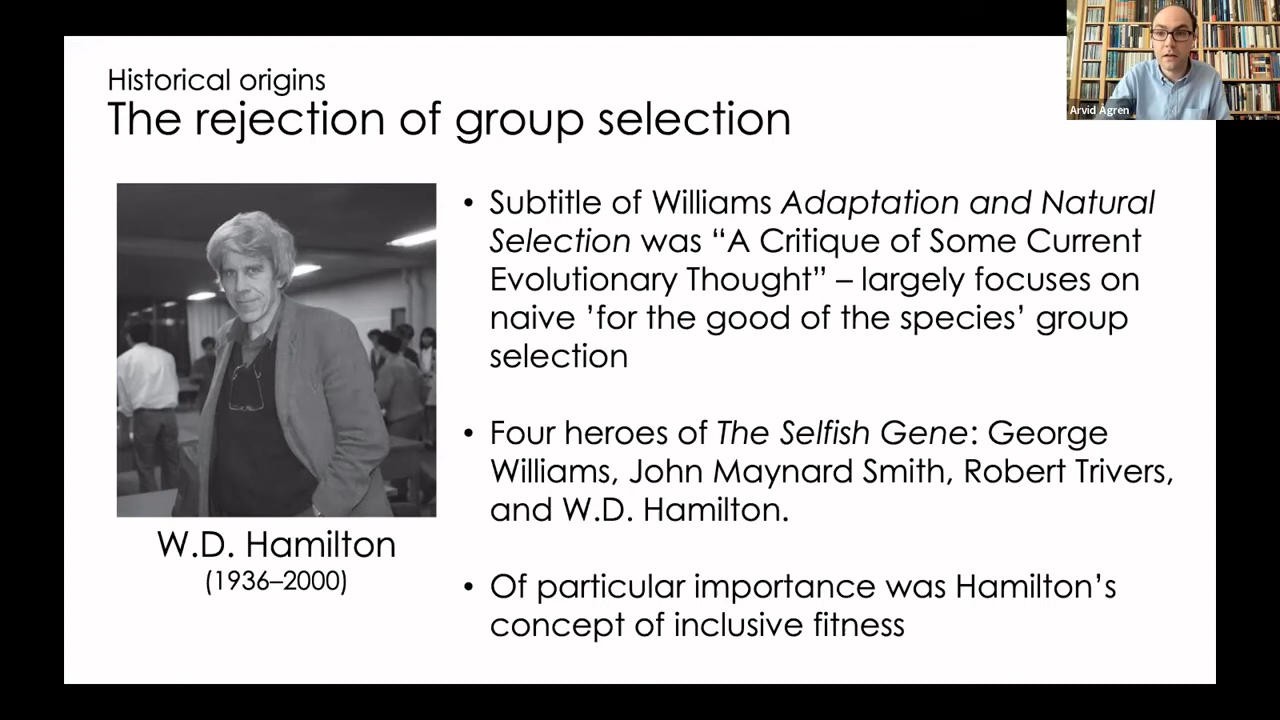 Historical origins
The rejection of group selection
Arvid Ågren
• Subtitle of Williams Adaptation and Natural
Selection was “A Critique of Some Current
Evolutionary Thought” – largely focuses on
naive ’for the good of the species’ group
selection
• Four heroes of The Selfish Gene: George
Williams, John Maynard Smith, Robert Trivers,
and W.D. Hamilton.
• Of particular importance was Hamilton’s
concept of inclusive fitness
W.D. Hamilton
(1936–2000)